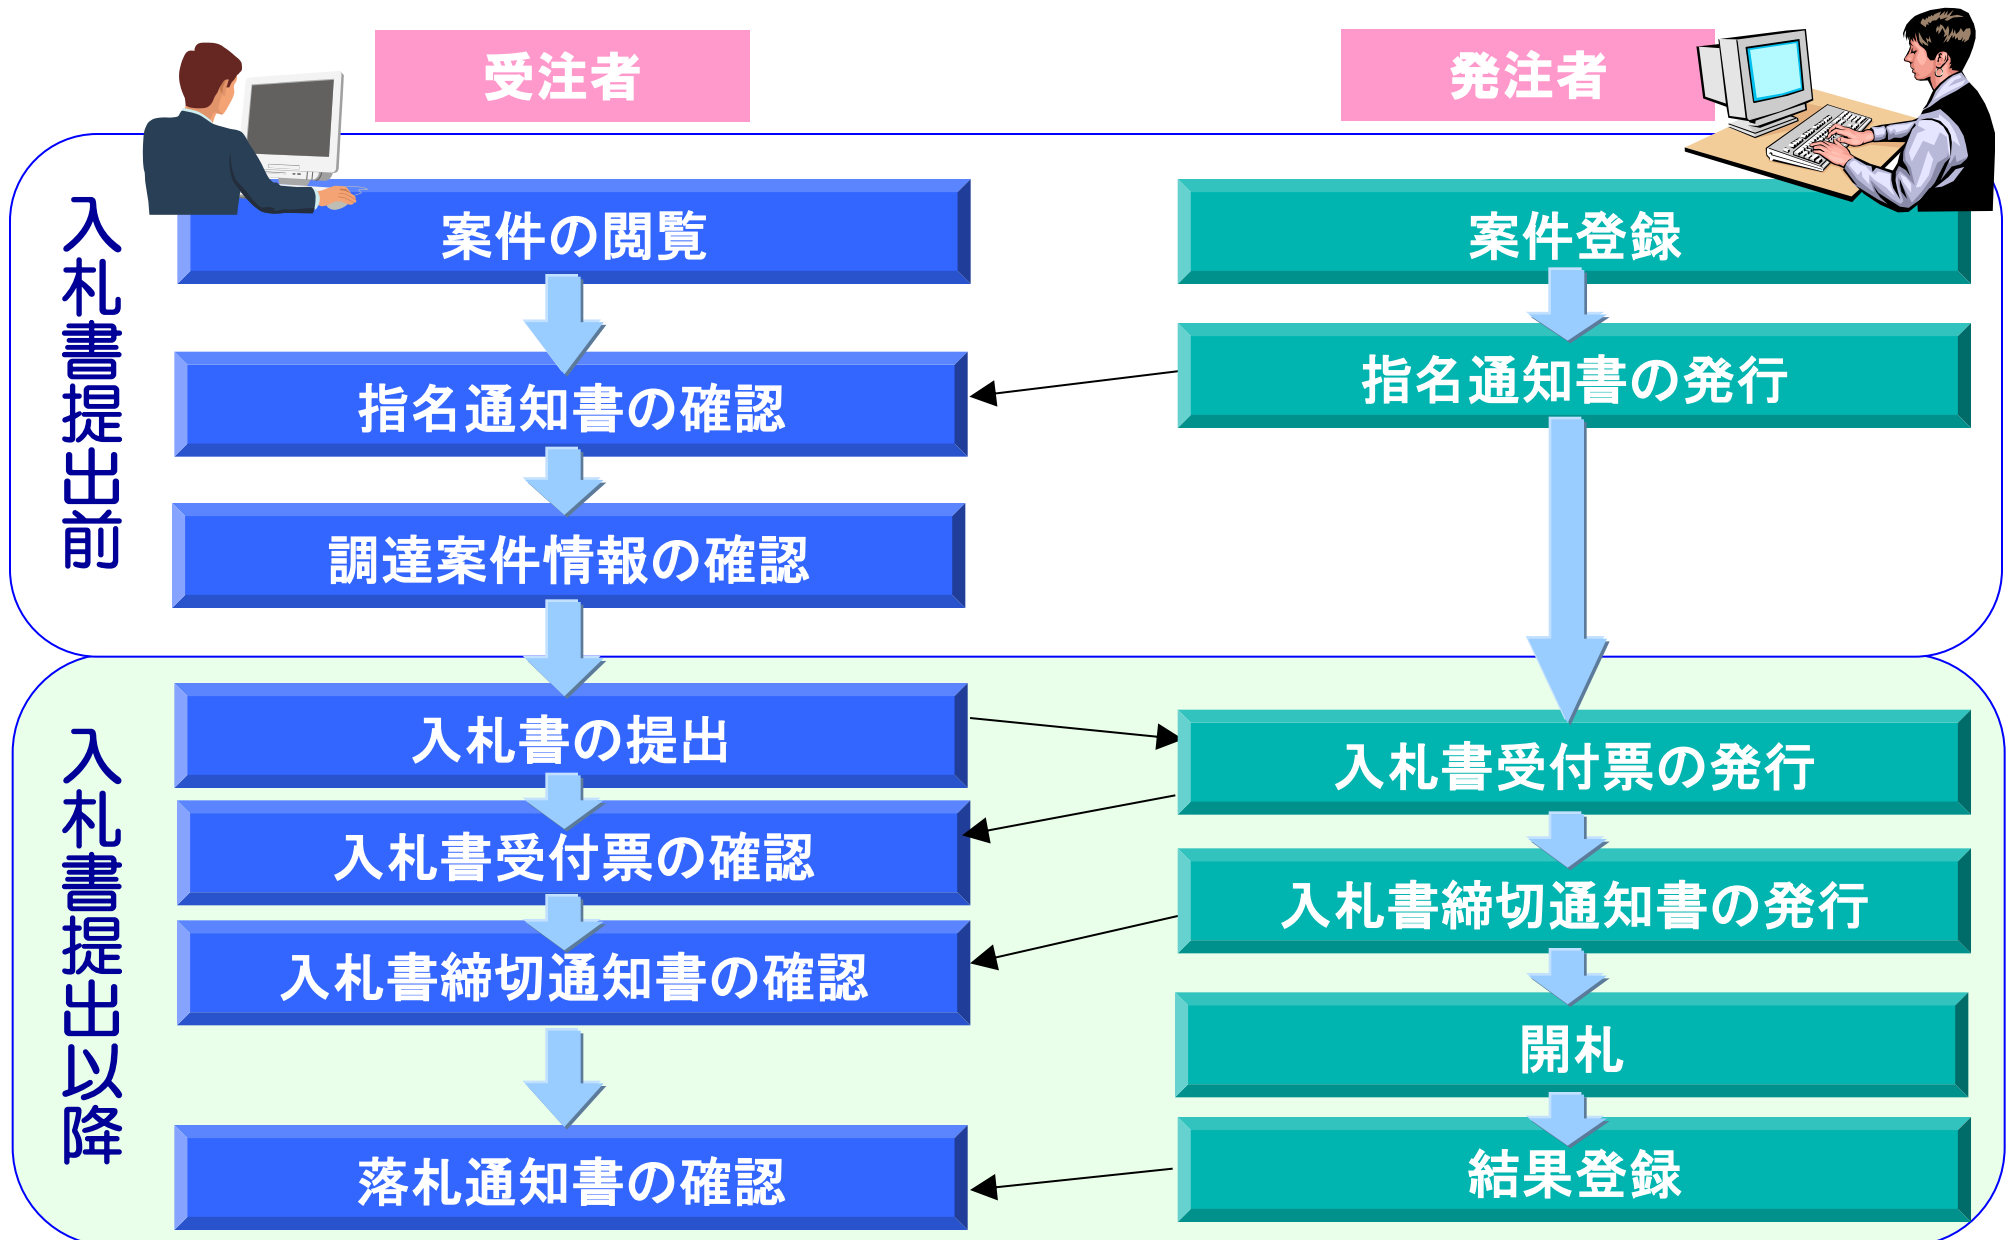 受注者
発注者
入札書提出前
案件の閲覧
案件登録
指名通知書の発行
指名通知書の確認
調達案件情報の確認
入札書提出以降
入札書の提出
入札書受付票の発行
入札書受付票の確認
入札書締切通知書の発行
入札書締切通知書の確認
開札
落札通知書の確認
結果登録